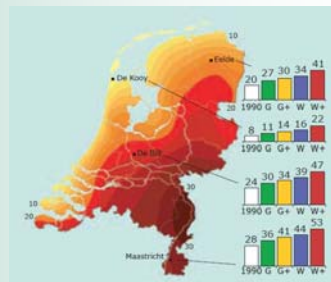 10
Eelde
De Kooy
20
De Bilt
10
20
30
30
Maastricht
20 27 30 34 41
1990 G G+ W W+
8 11 14 16 22
1990 G G+ W W+
24 30 34 39 47
1990 G G+ W W+
28 36 41 44 53
1990 G G+ W W+